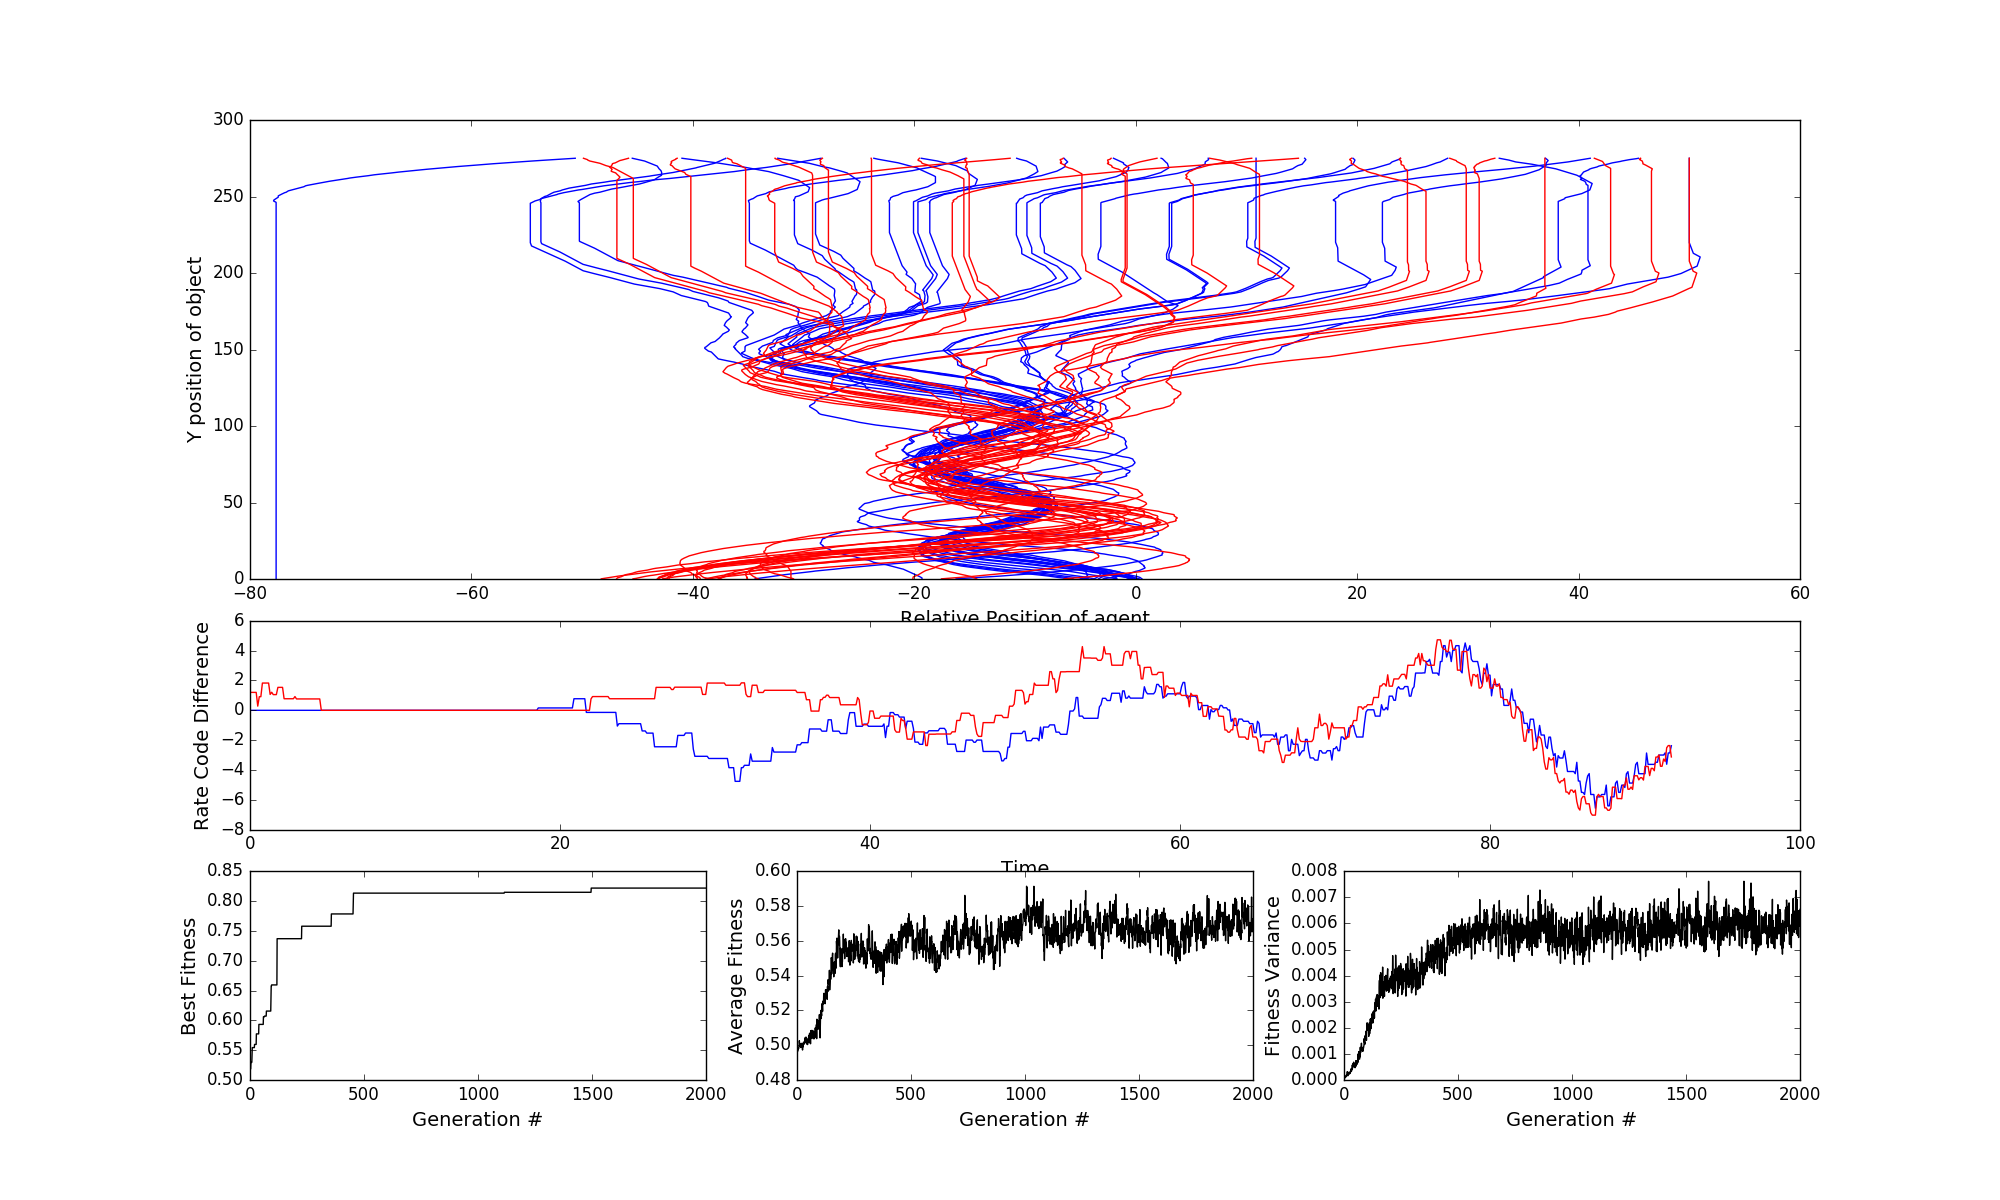 300
250
200
150
100
50
0
Y position of object
−80 −60 −40 −20 0 20 40 60
Relative Position of agent
6
4
2
0
−2
−4
−6
−8
Rate Code Difference
0 20 40 60 80 100
Time
0.85
0.80
0.75
0.70
0.65
0.60
0.55
0.50
Best Fitness
0 500 1000 1500 2000
Generation #
0.60
0.58
0.56
0.54
0.52
0.50
0.48
Average Fitness
0 500 1000 1500 2000
Generation #
0.008
0.007
0.006
0.005
0.004
0.003
0.002
0.001
0.000
Fitness Variance
0 500 1000 1500 2000
Generation #